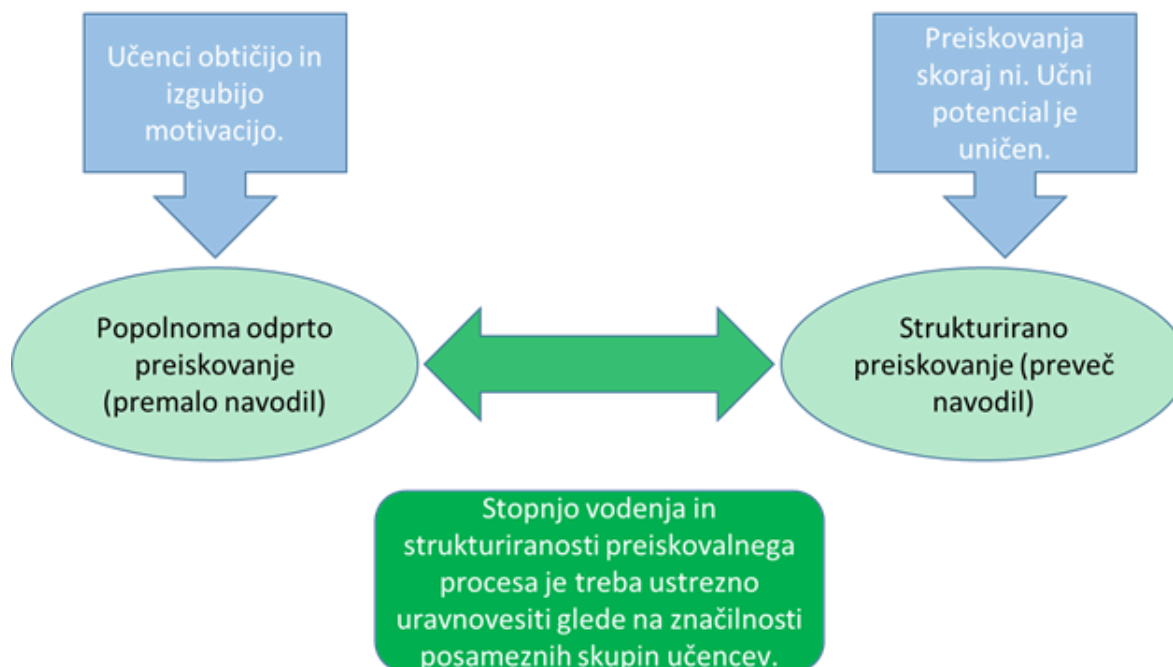 Učenci obtičijo in
izgubijo
motivacijo.
Preiskovanja
skoraj ni. Učni
potencial je
uničen.
Popolnoma odprto
preiskovanje
(premalo navodil)
Strukturirano
preiskovanje (preveč
navodil)
Stopnjo vodenja in
strukturiranosti preiskovalnega
procesa je treba ustrezno
uravnovesiti glede na značilnosti
posameznih skupin učencev.